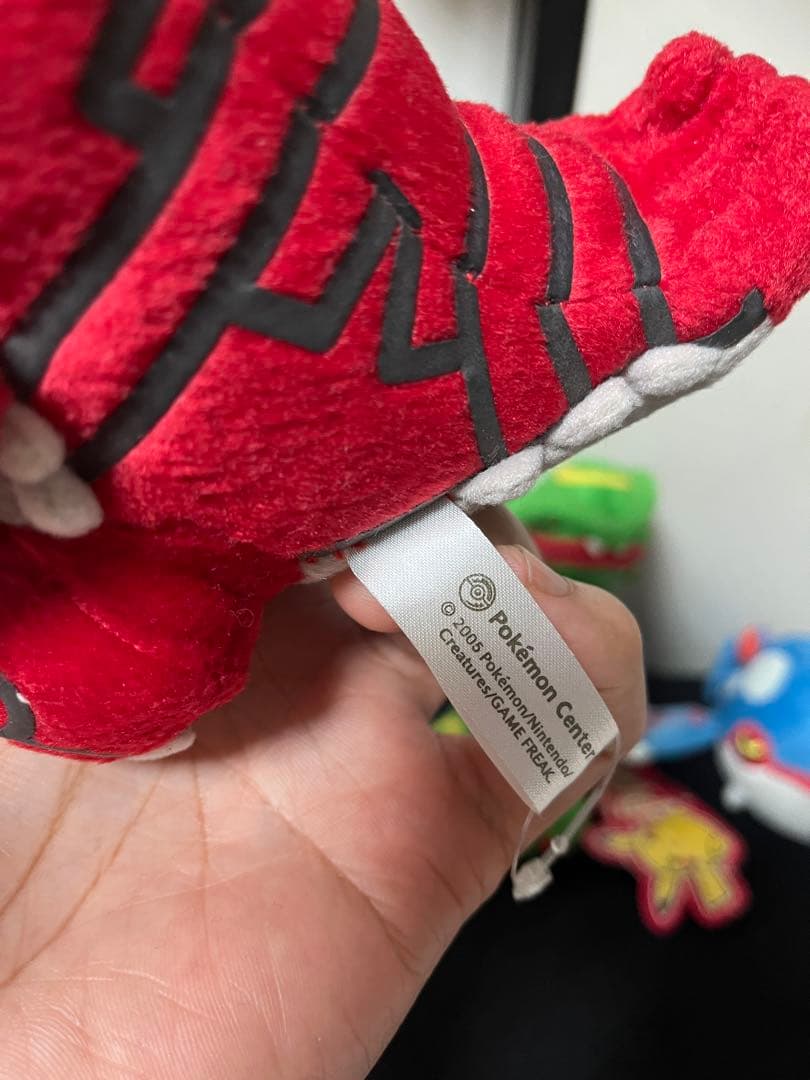 Pokémon Center
© 2005 Pokémon/Nintendo/
Creatures/GAME FREAK.